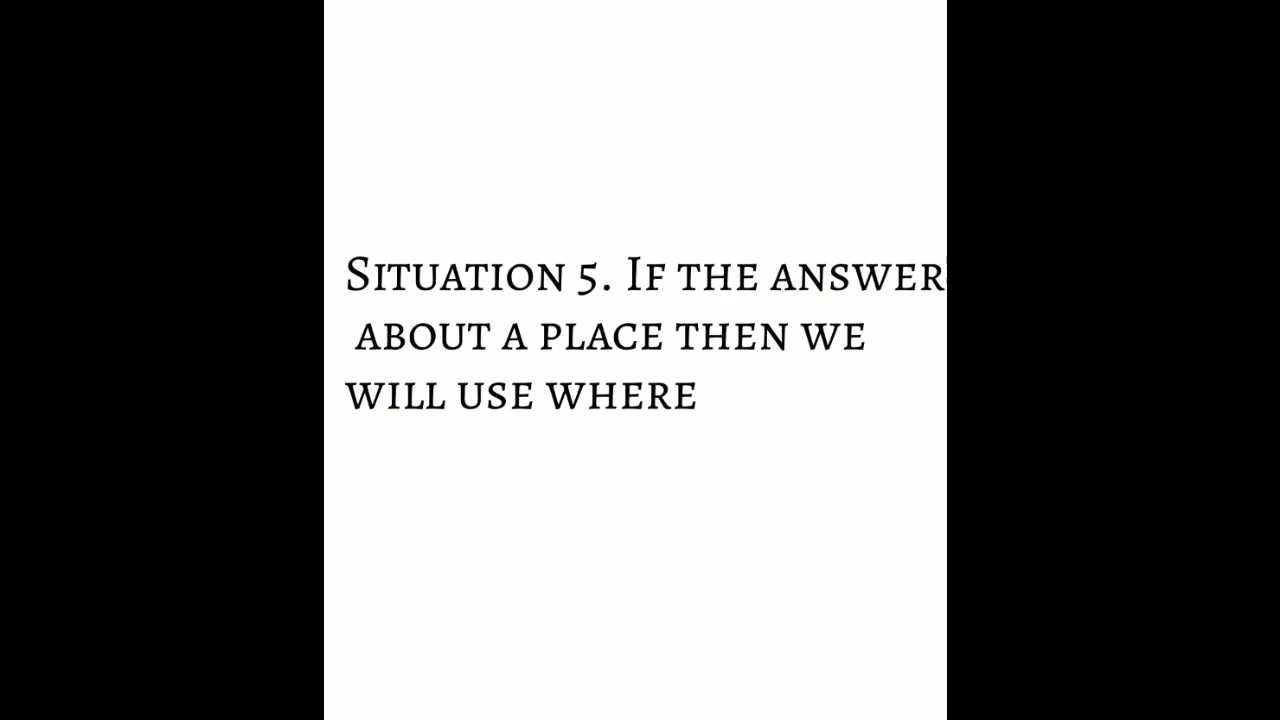 Situation 5. If the answer
about a place then we
will use where